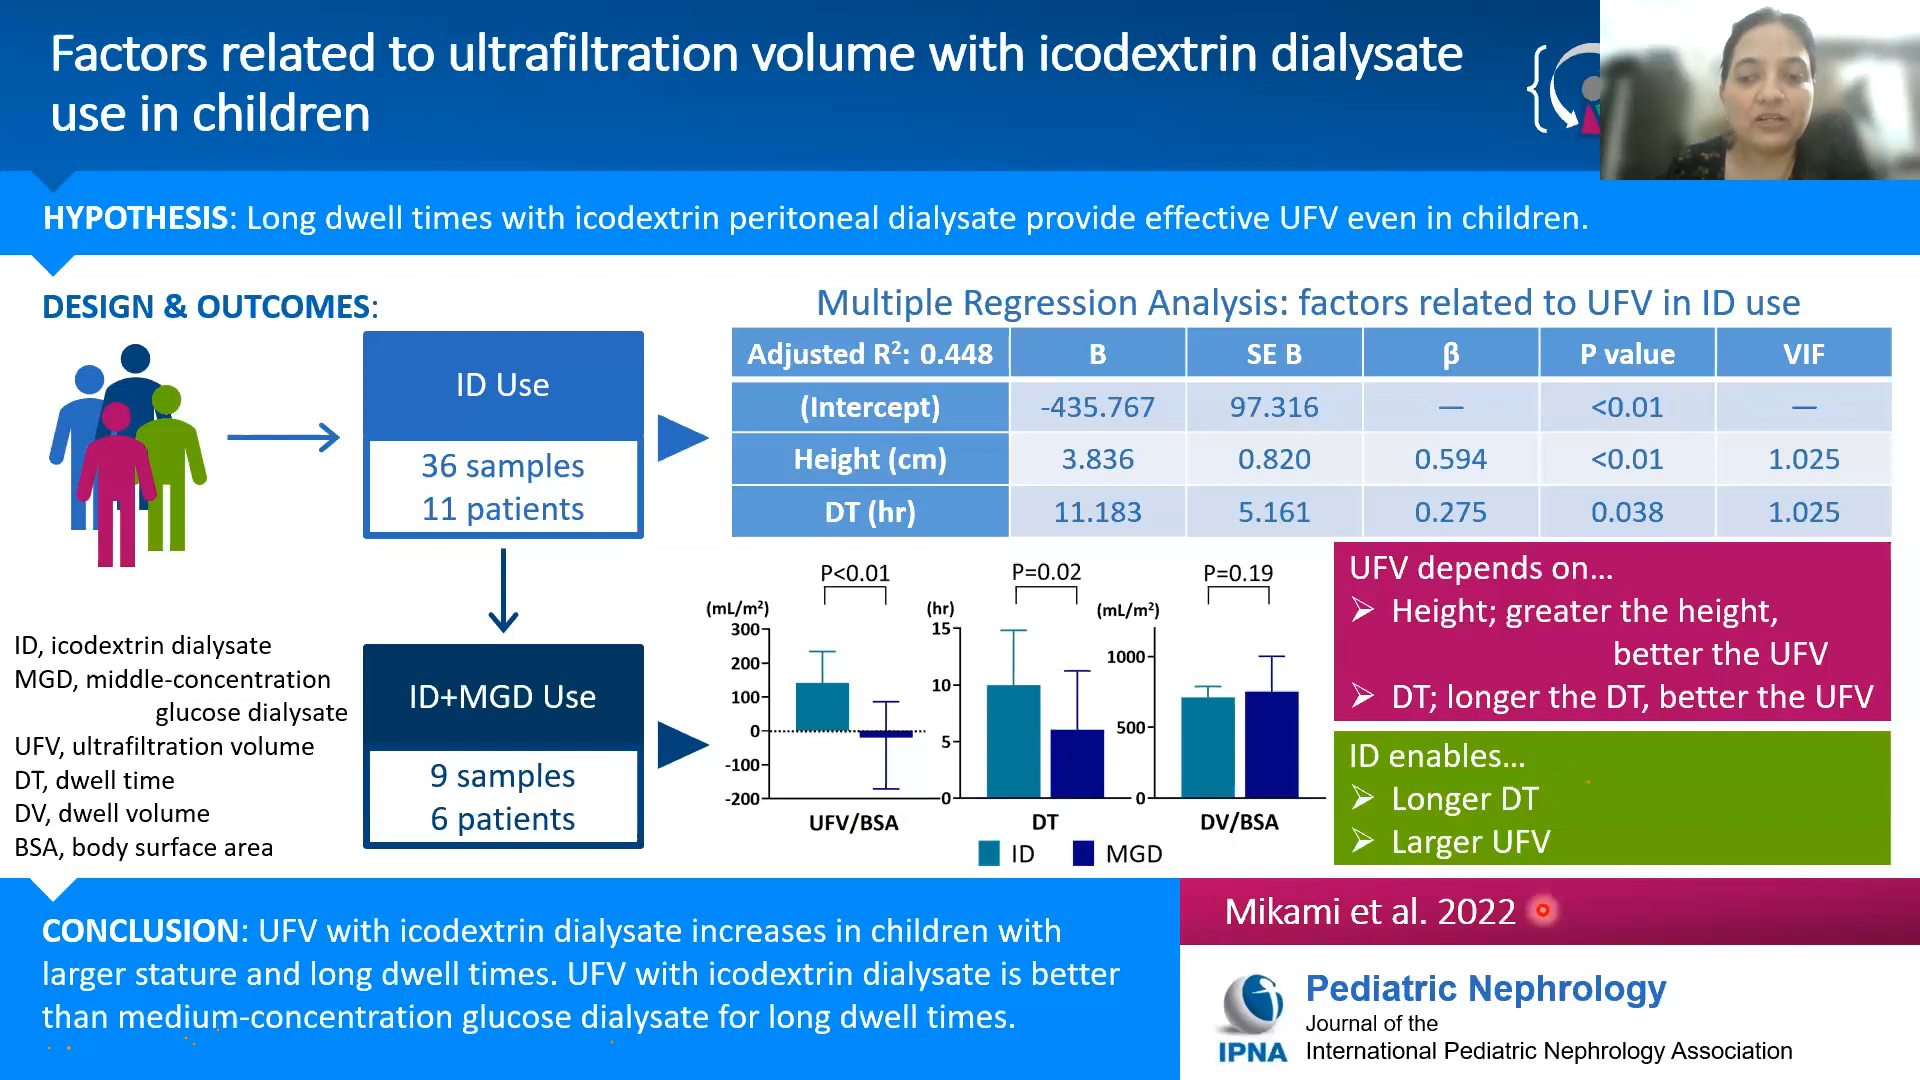 Factors related to ultrafiltration volume with icodextrin dialysate
use in children
HYPOTHESIS: Long dwell times with icodextrin peritoneal dialysate provide effective UFV even in children.
DESIGN & OUTCOMES:
ID Use
36 samples
11 patients
ID+MGD Use
9 samples
6 patients
ID, icodextrin dialysate
MGD, middle-concentration
glucose dialysate
UFV, ultrafiltration volume
DT, dwell time
DV, dwell volume
BSA, body surface area
Multiple Regression Analysis: factors related to UFV in ID use
Adjusted R²: 0.448 B SE B β P value VIF
(Intercept) -435.767 97.316 — <0.01 —
Height (cm) 3.836 0.820 0.594 <0.01 1.025
DT (hr) 11.183 5.161 0.275 0.038 1.025
P<0.01
(mL/m²)
300
200
100
0
-100
-200
UFV/BSA
P=0.02
(hr)
15
10
5
0
DT
P=0.19
(mL/m²)
1000
500
0
DV/BSA
ID MGD
UFV depends on...
➢ Height; greater the height,
better the UFV
➢ DT; longer the DT, better the UFV
ID enables...
➢ Longer DT
➢ Larger UFV
CONCLUSION: UFV with icodextrin dialysate increases in children with
larger stature and long dwell times. UFV with icodextrin dialysate is better
than medium-concentration glucose dialysate for long dwell times.
Mikami et al. 2022
IPNA
Pediatric Nephrology
Journal of the
International Pediatric Nephrology Association